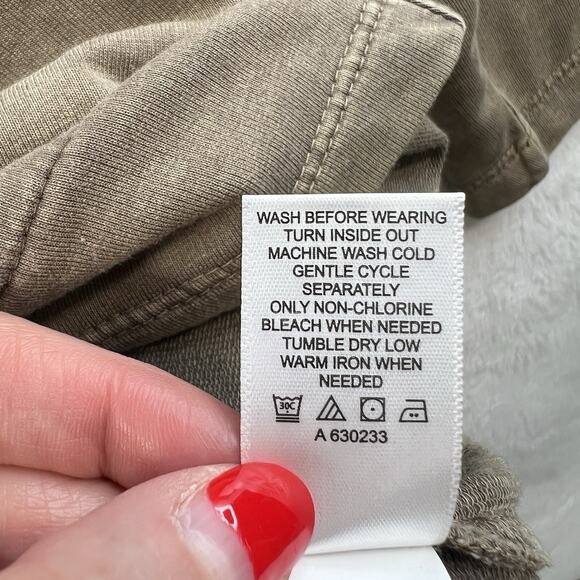 WASH BEFORE WEARING
TURN INSIDE OUT
MACHINE WASH COLD
GENTLE CYCLE
SEPARATELY
ONLY NON-CHLORINE
BLEACH WHEN NEEDED
TUMBLE DRY LOW
WARM IRON WHEN
NEEDED
30C
A 630233